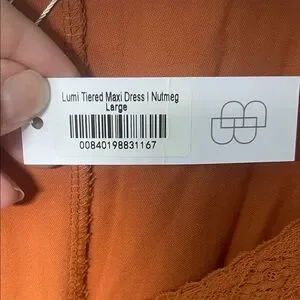 Lumi Tiered Maxi Dress | Nutmeg
Large
00840198831167